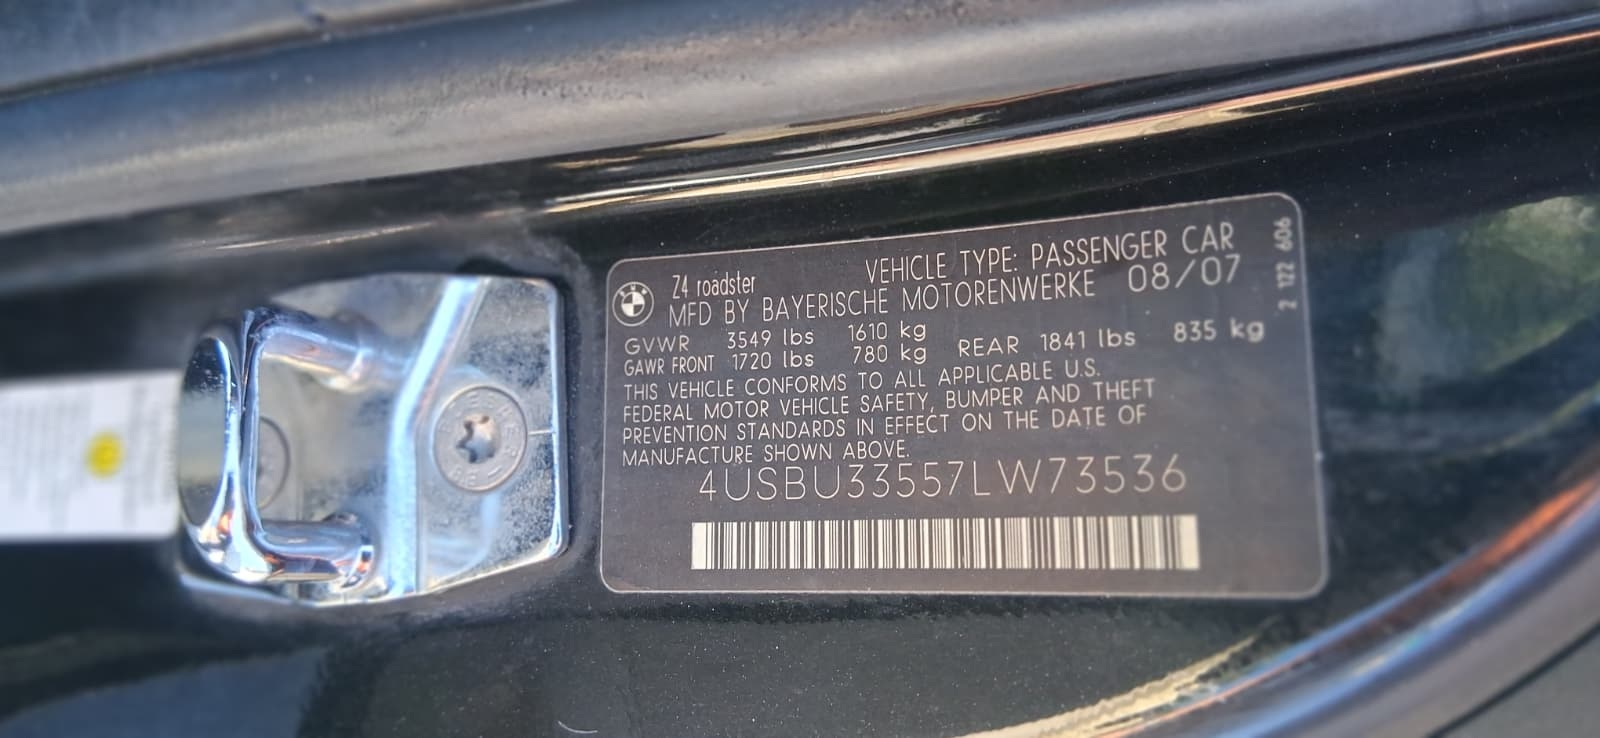 Z4 roadster VEHICLE TYPE: PASSENGER CAR
MFD BY BAYERISCHE MOTORENWERKE 08/07
GVWR 3549 lbs 1610 kg
GAWR FRONT 1720 lbs 780 kg REAR 1841 lbs 835 kg
THIS VEHICLE CONFORMS TO ALL APPLICABLE U.S.
FEDERAL MOTOR VEHICLE SAFETY, BUMPER AND THEFT
PREVENTION STANDARDS IN EFFECT ON THE DATE OF
MANUFACTURE SHOWN ABOVE.
4USBU33557LW73536
2 122 606